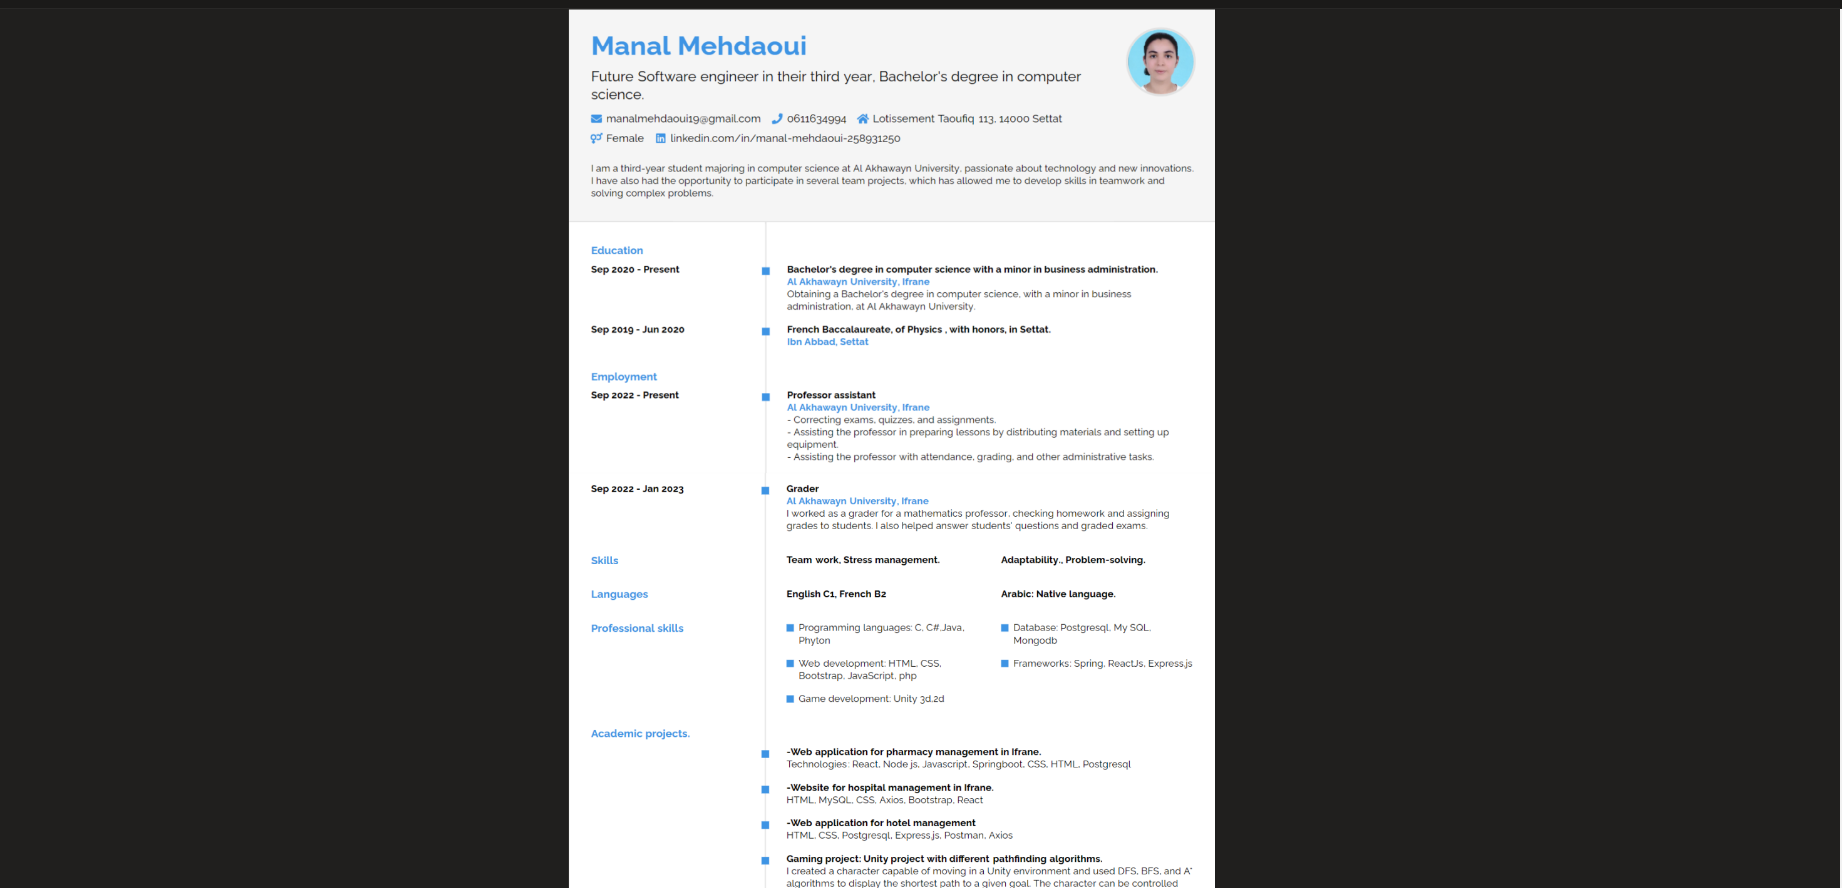 Manal Mehdaoui
Future Software engineer in their third year, Bachelor's degree in computer
science.
manalmehdaoui19@gmail.com 0611634994 Lotissement Taoufiq 113, 14000 Settat
Female linkedin.com/in/manal-mehdaoui-258931250
I am a third-year student majoring in computer science at Al Akhawayn University, passionate about technology and new innovations.
I have also had the opportunity to participate in several team projects, which has allowed me to develop skills in teamwork and
solving complex problems.
Education
Sep 2020 - Present
Bachelor's degree in computer science with a minor in business administration.
Al Akhawayn University, Ifrane
Obtaining a Bachelor's degree in computer science, with a minor in business
administration, at Al Akhawayn University.
Sep 2019 - Jun 2020
French Baccalaureate, of Physics , with honors, in Settat.
Ibn Abbad, Settat
Employment
Sep 2022 - Present
Professor assistant
Al Akhawayn University, Ifrane
- Correcting exams, quizzes, and assignments.
- Assisting the professor in preparing lessons by distributing materials and setting up
equipment.
- Assisting the professor with attendance, grading, and other administrative tasks.
Sep 2022 - Jan 2023
Grader
Al Akhawayn University, Ifrane
I worked as a grader for a mathematics professor, checking homework and assigning
grades to students. I also helped answer students' questions and graded exams.
Skills
Team work, Stress management.
Adaptability., Problem-solving.
Languages
English C1, French B2
Arabic: Native language.
Professional skills
Programming languages: C, C#,Java,
Phyton
Database: Postgresql, My SQL,
Mongodb
Web development: HTML, CSS,
Bootstrap, JavaScript, php
Frameworks: Spring, ReactJs, Express.js
Game development: Unity 3d,2d
Academic projects.
-Web application for pharmacy management in Ifrane.
Technologies: React, Node js, Javascript, Springboot, CSS, HTML, Postgresql
-Website for hospital management in Ifrane.
HTML, MySQL, CSS, Axios, Bootstrap, React
-Web application for hotel management
HTML, CSS, Postgresql, Express.js, Postman, Axios
Gaming project: Unity project with different pathfinding algorithms.
I created a character capable of moving in a Unity environment and used DFS, BFS, and A*
algorithms to display the shortest path to a given goal. The character can be controlled